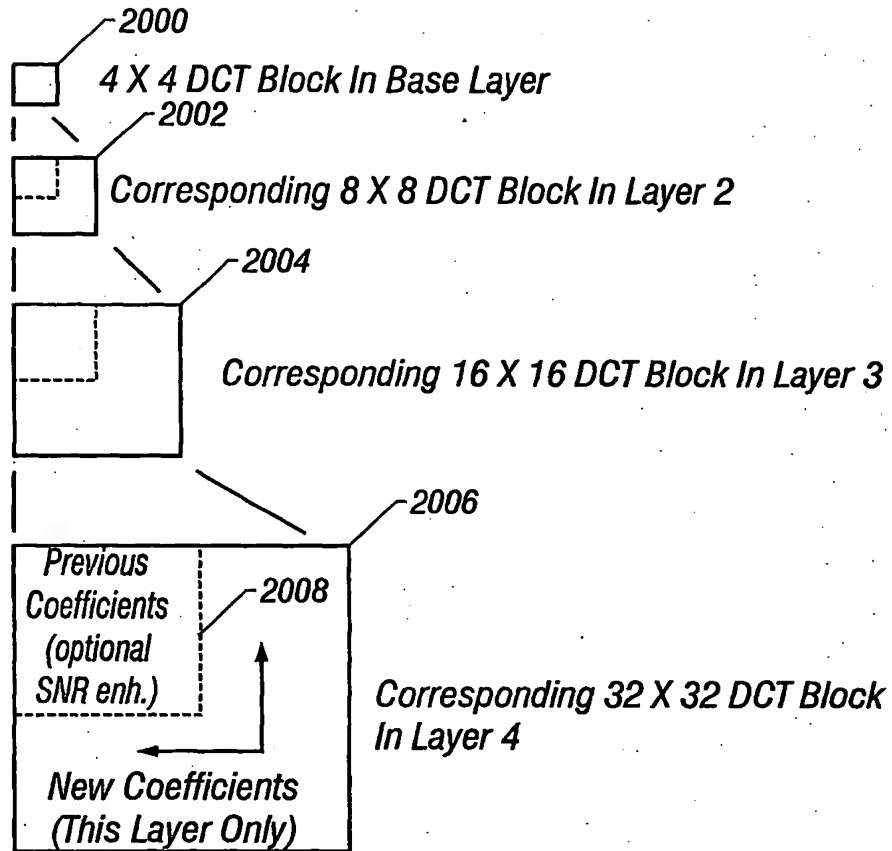 2000
4 X 4 DCT Block In Base Layer
2002
Corresponding 8 X 8 DCT Block In Layer 2
2004
Corresponding 16 X 16 DCT Block In Layer 3
2006
Previous
Coefficients
(optional
SNR enh.)
2008
Corresponding 32 X 32 DCT Block
In Layer 4
New Coefficients
(This Layer Only)